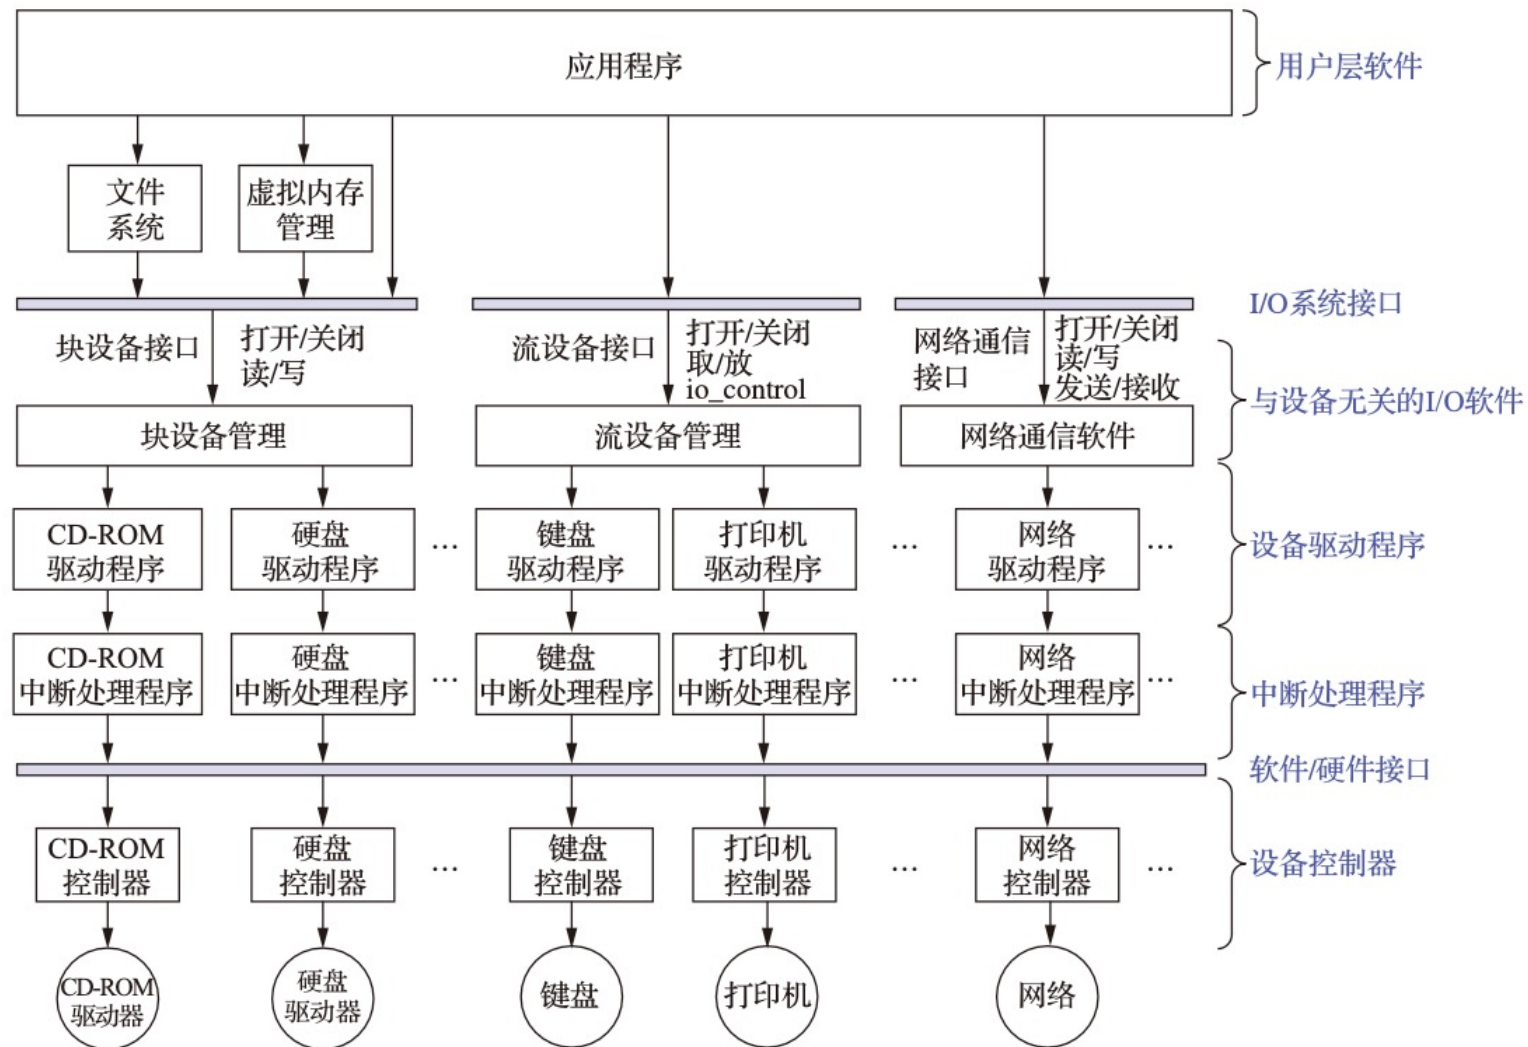 应用程序
用户层软件
文件
系统
虚拟内存
管理
I/O系统接口
块设备接口
打开/关闭
读/写
流设备接口
打开/关闭
取/放
io_control
网络通信
接口
打开/关闭
读/写
发送/接收
与设备无关的I/O软件
块设备管理
流设备管理
网络通信软件
CD-ROM
驱动程序
硬盘
驱动程序
…
键盘
驱动程序
打印机
驱动程序
…
网络
驱动程序
…
设备驱动程序
CD-ROM
中断处理程序
硬盘
中断处理程序
…
键盘
中断处理程序
打印机
中断处理程序
…
网络
中断处理程序
…
中断处理程序
软件/硬件接口
CD-ROM
控制器
硬盘
控制器
…
键盘
控制器
打印机
控制器
…
网络
控制器
…
设备控制器
CD-ROM
驱动器
硬盘
驱动器
键盘
打印机
网络